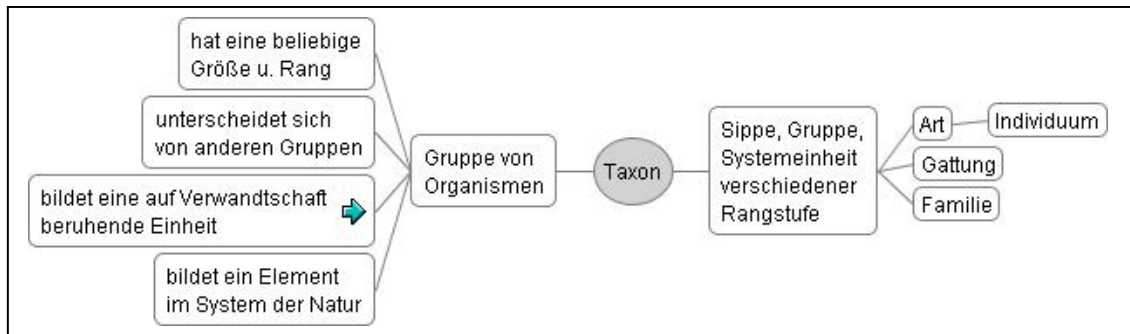 hat eine beliebige
Größe u. Rang
unterscheidet sich
von anderen Gruppen
bildet eine auf Verwandtschaft
beruhende Einheit
bildet ein Element
im System der Natur
Gruppe von
Organismen
Taxon
Sippe, Gruppe,
Systemeinheit
verschiedener
Rangstufe
Art
Individuum
Gattung
Familie